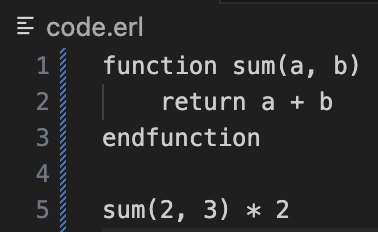 code.erl
1 function sum(a, b)
2     return a + b
3 endfunction
4
5 sum(2, 3) * 2